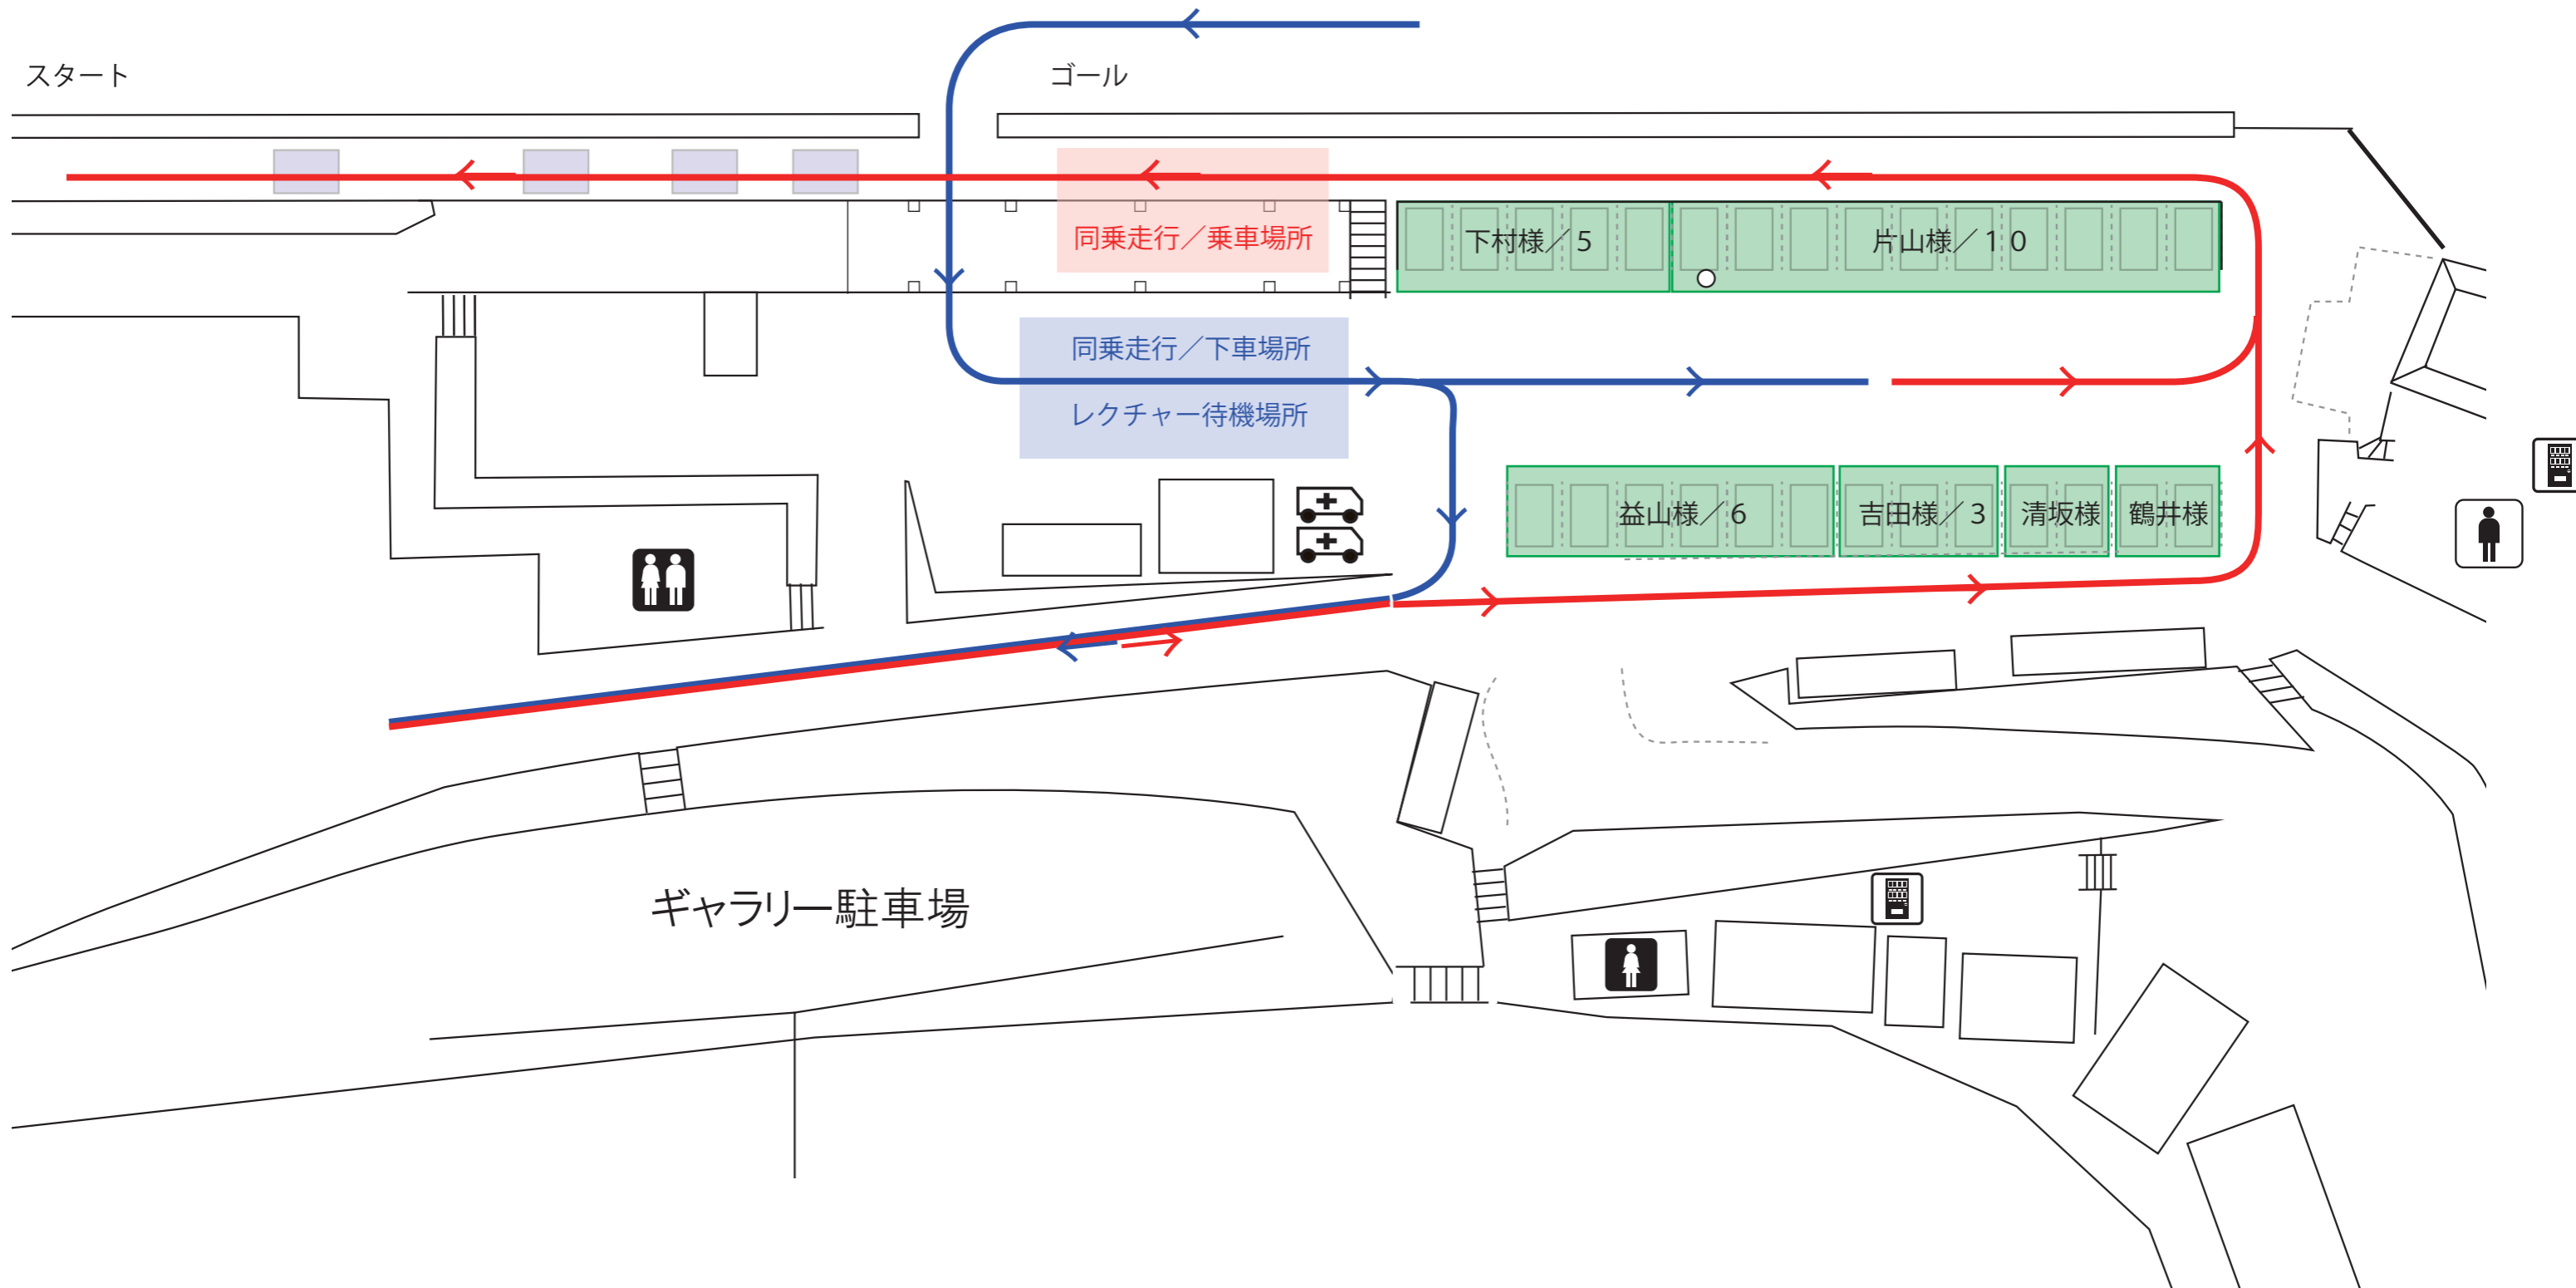 スタート
ゴール
同乗走行／乗車場所
下村様／５
片山様／１０
同乗走行／下車場所
レクチャー待機場所
益山様／６
吉田様／３
清坂様
鶴井様
ギャラリー駐車場